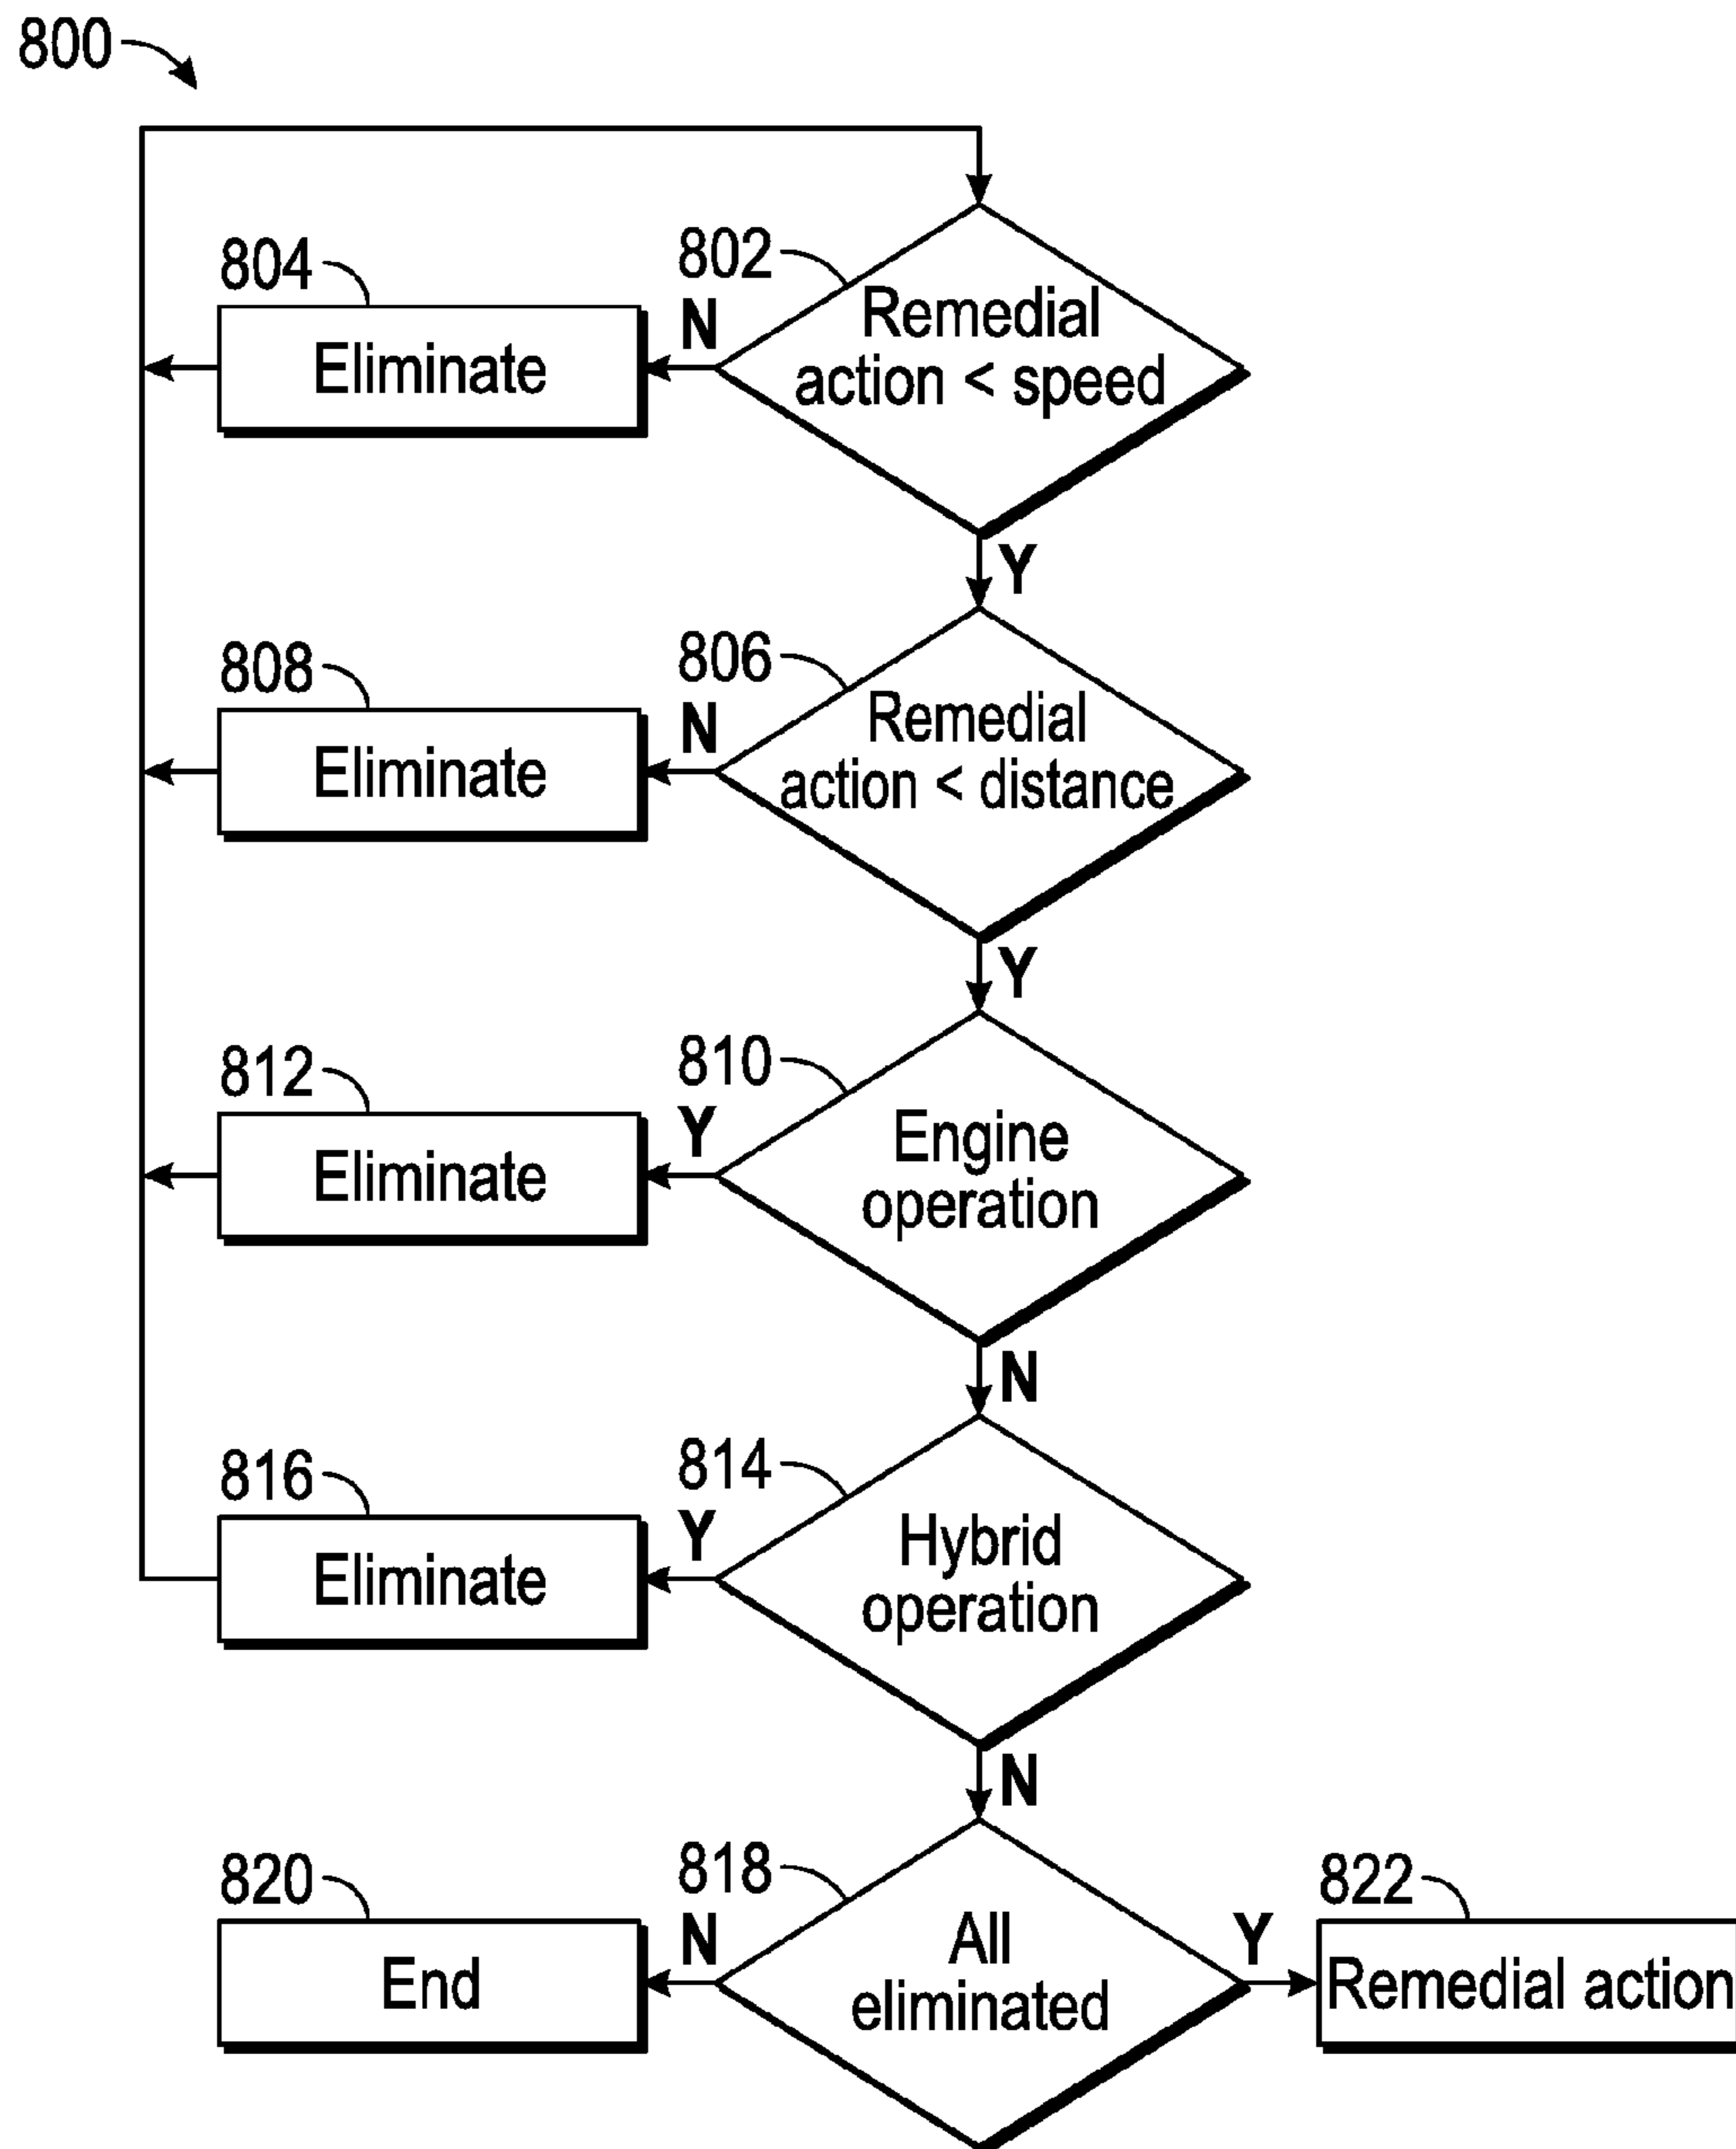 800
804
802
N
Remedial
Eliminate
action < speed
Y
808
806
N
Remedial
Eliminate
action < distance
Y
812
810
Y
Engine
Eliminate
operation
N
816
814
Y
Hybrid
Eliminate
operation
N
820
818
822
N
All
Y
End
eliminated
Remedial action